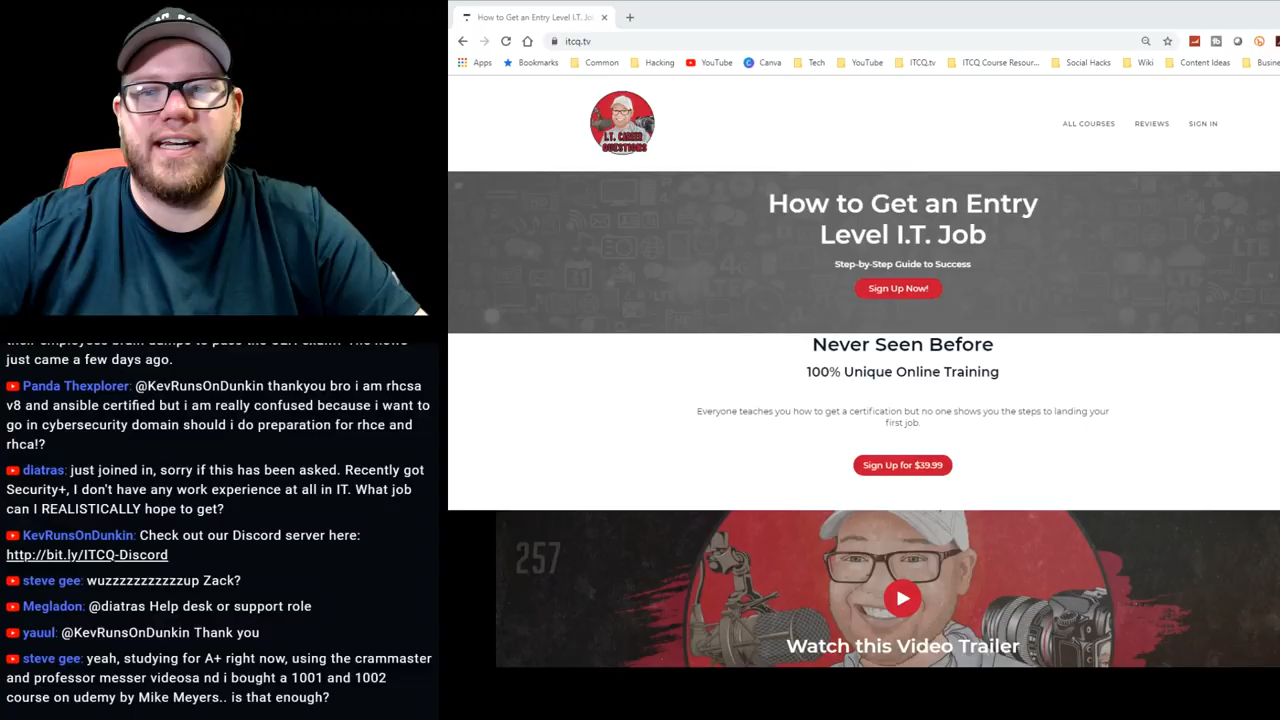 How to Get an Entry Level I.T. Jo
itcq.tv
Apps
Bookmarks
Common
Hacking
YouTube
Canva
Tech
YouTube
ITCQ.tv
ITCQ Course Resour...
Social Hacks
Wiki
Content Ideas
Busine
I.T. CAREER
QUESTIONS
ALL COURSES
REVIEWS
SIGN IN
How to Get an Entry
Level I.T. Job
Step-by-Step Guide to Success
Sign Up Now!
Never Seen Before
100% Unique Online Training
Everyone teaches you how to get a certification but no one shows you the steps to landing your
first job.
Sign Up for $39.99
257
Watch this Video Trailer
just came a few days ago.
Panda Thexplorer: @KevRunsOnDunkin thankyou bro i am rhcsa
v8 and ansible certified but i am really confused because i want to
go in cybersecurity domain should i do preparation for rhce and
rhca!?
diatras: just joined in, sorry if this has been asked. Recently got
Security+, I don't have any work experience at all in IT. What job
can I REALISTICALLY hope to get?
KevRunsOnDunkin: Check out our Discord server here:
http://bit.ly/ITCQ-Discord
steve gee: wuzzzzzzzzzzup Zack?
Megladon: @diatras Help desk or support role
yauul: @KevRunsOnDunkin Thank you
steve gee: yeah, studying for A+ right now, using the crammaster
and professor messer videosa nd i bought a 1001 and 1002
course on udemy by Mike Meyers.. is that enough?